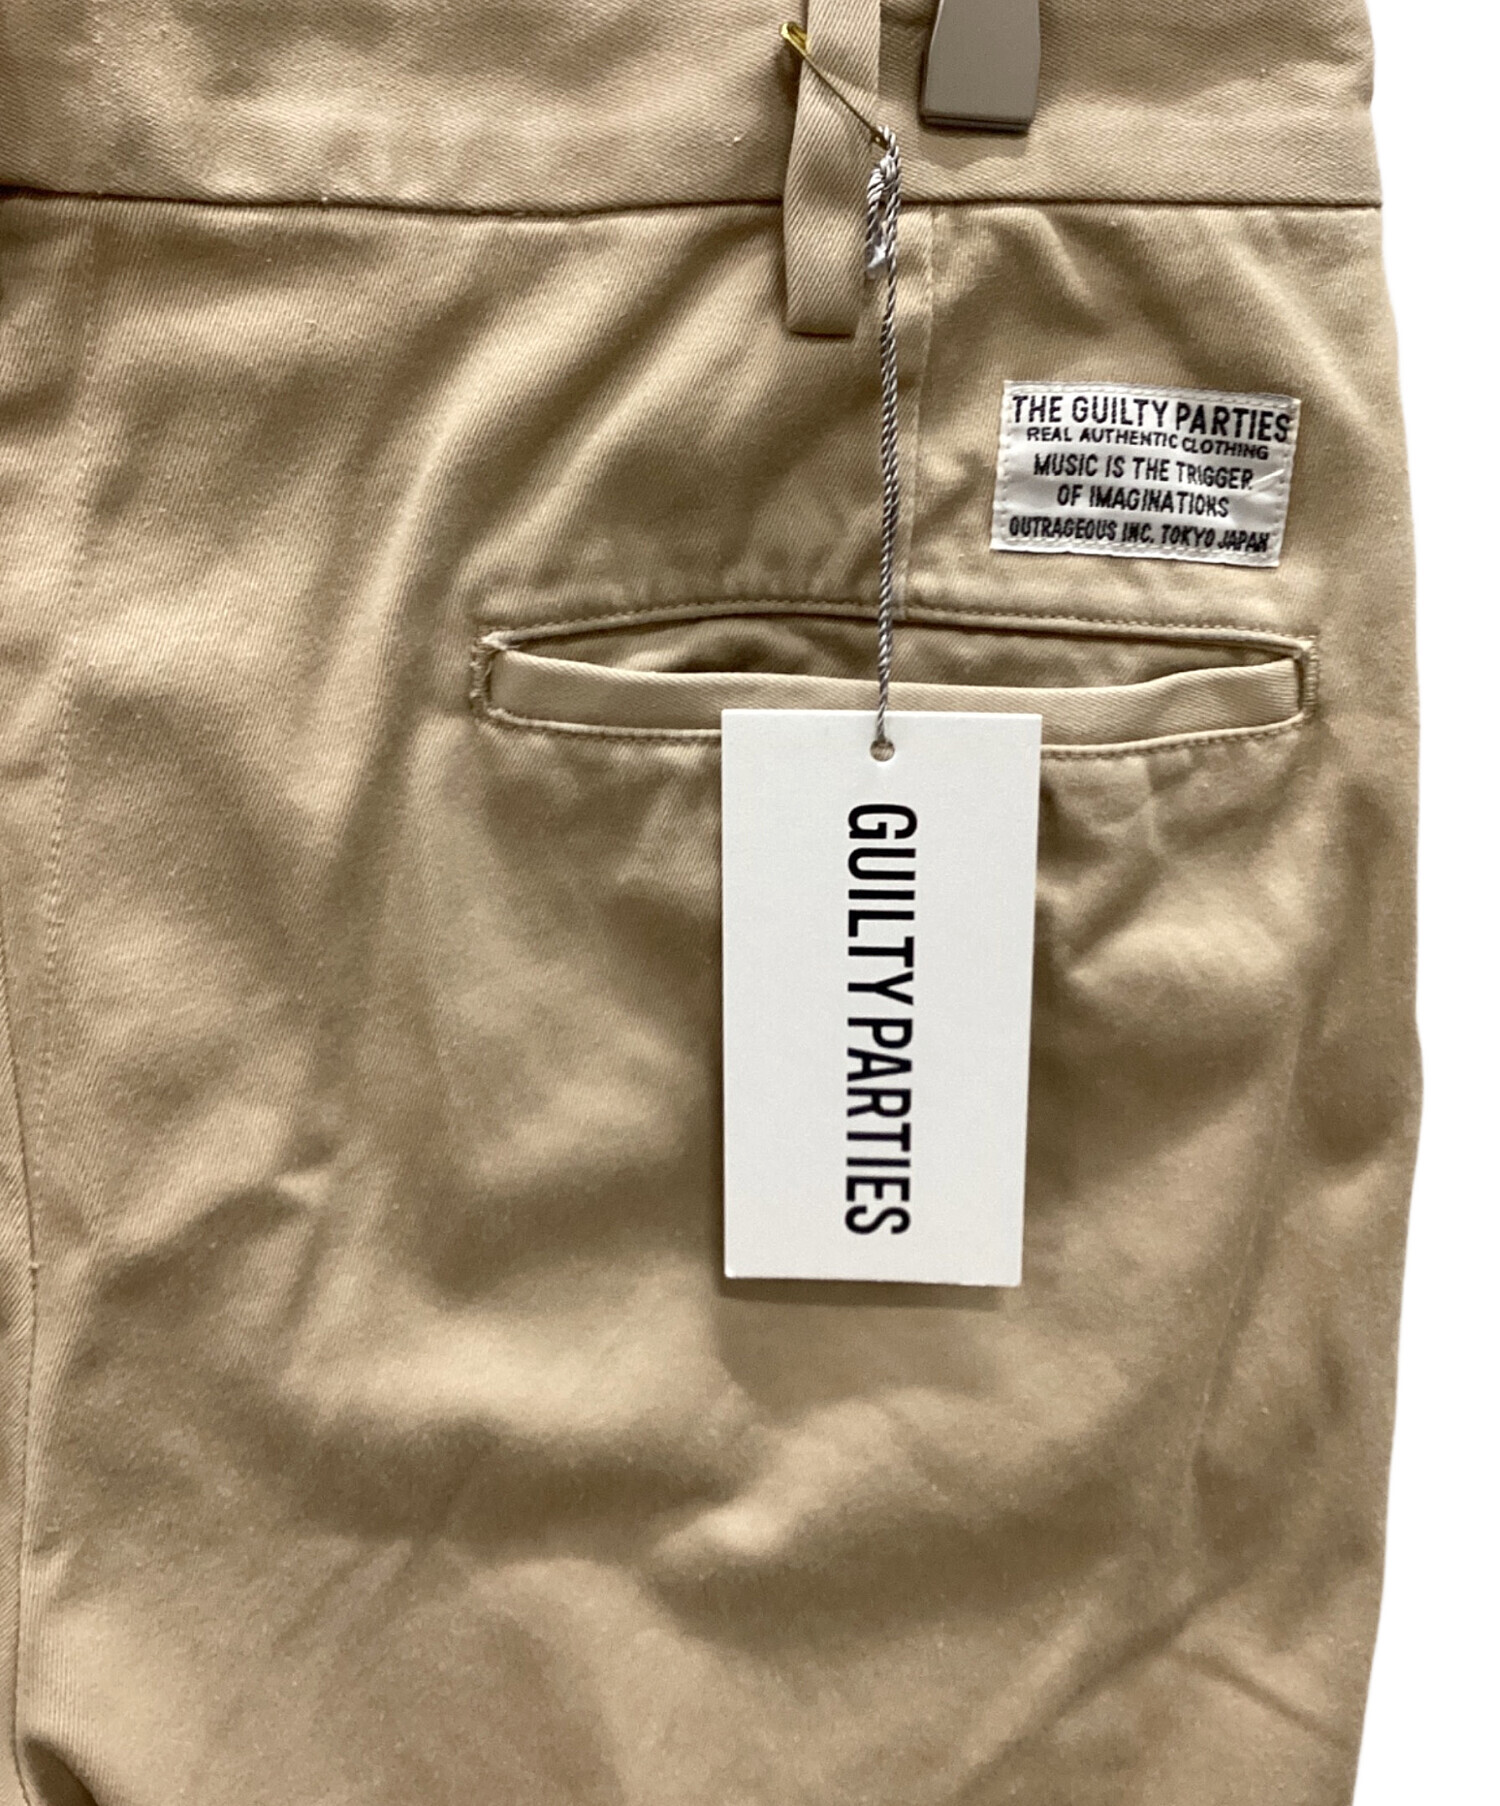 THE GUILTY PARTIES
REAL AUTHENTIC CLOTHING
MUSIC IS THE TRIGGER
OF IMAGINATIONS
OUTRAGEOUS INC. TOKYO JAPAN
GUILTY PARTIES